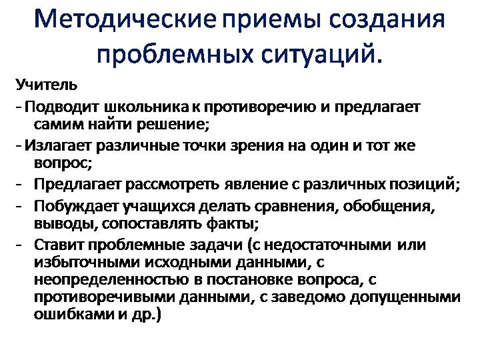 Методические приемы создания
проблемных ситуаций.
Учитель
- Подводит школьника к противоречию и предлагает
самим найти решение;
- Излагает различные точки зрения на один и тот же
вопрос;
- Предлагает рассмотреть явление с различных позиций;
- Побуждает учащихся делать сравнения, обобщения,
выводы, сопоставлять факты;
- Ставит проблемные задачи (с недостаточными или
избыточными исходными данными, с
неопределенностью в постановке вопроса, с
противоречивыми данными, с заведомо допущенными
ошибками и др.)